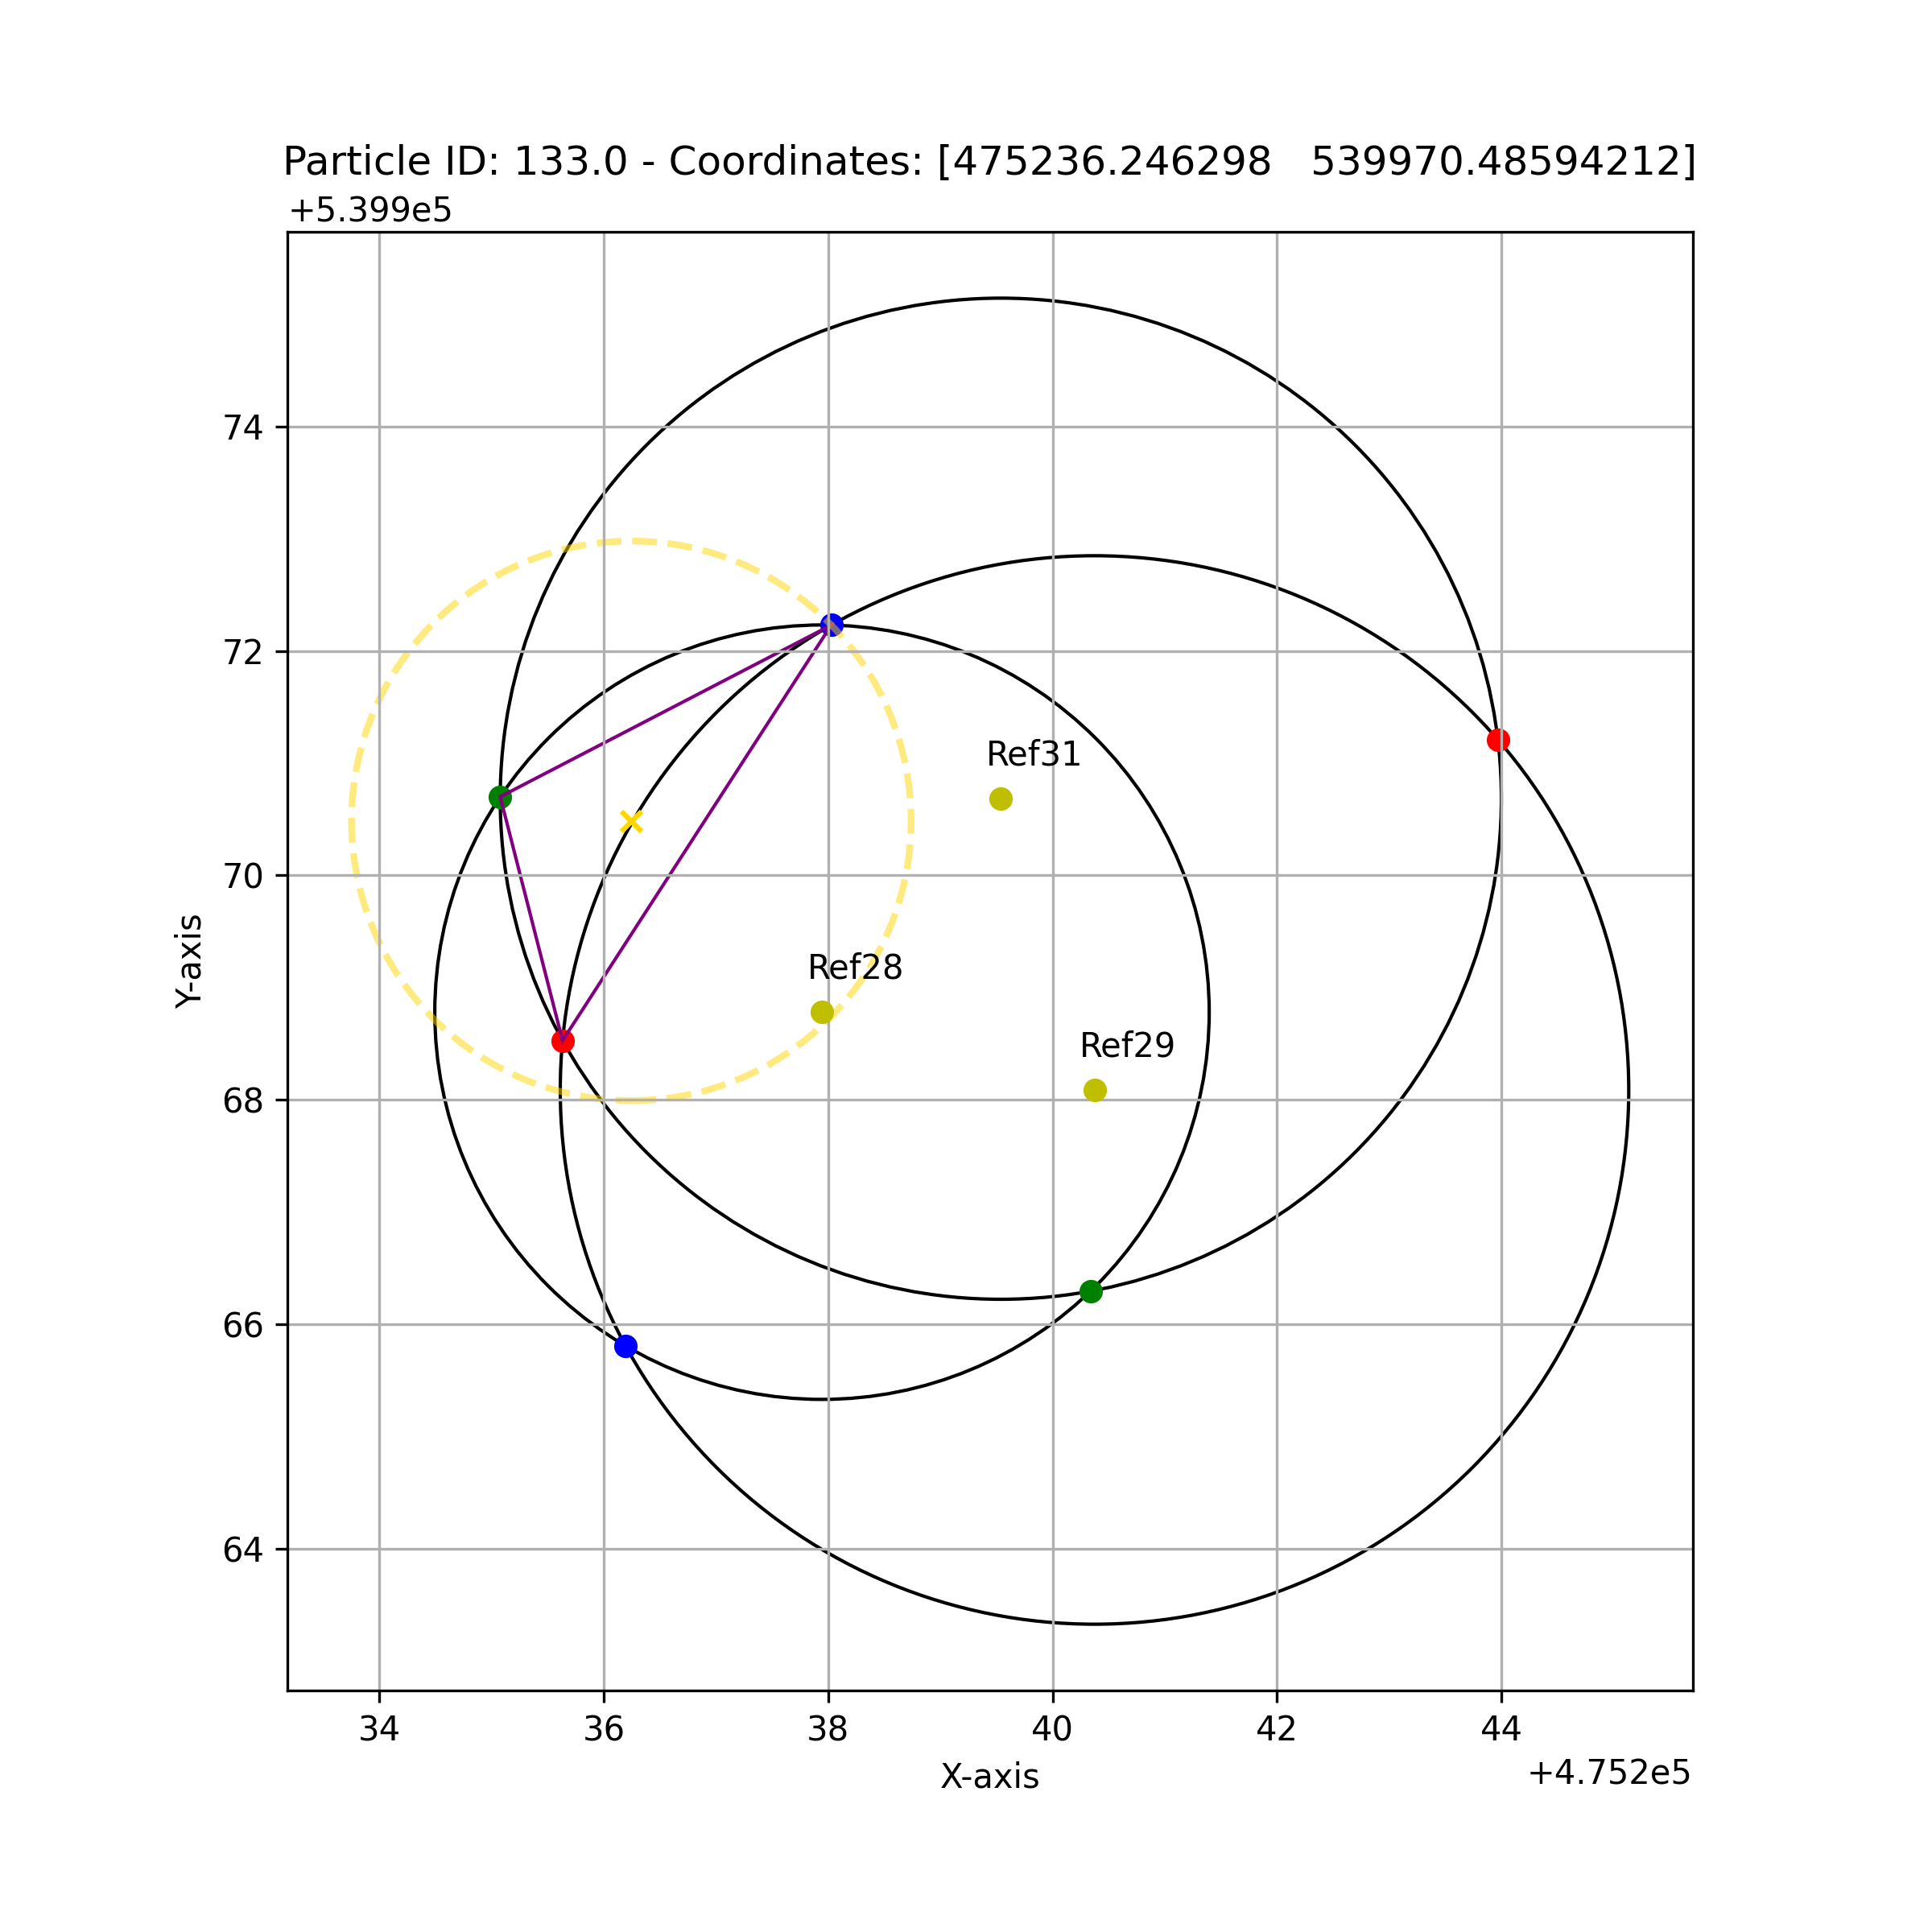 Particle ID: 133.0 - Coordinates: [475236.246298   539970.48594212]
+5.399e5
74
72
70
68
66
64
Y-axis
Ref31
Ref28
Ref29
34 36 38 40 42 44
X-axis
+4.752e5